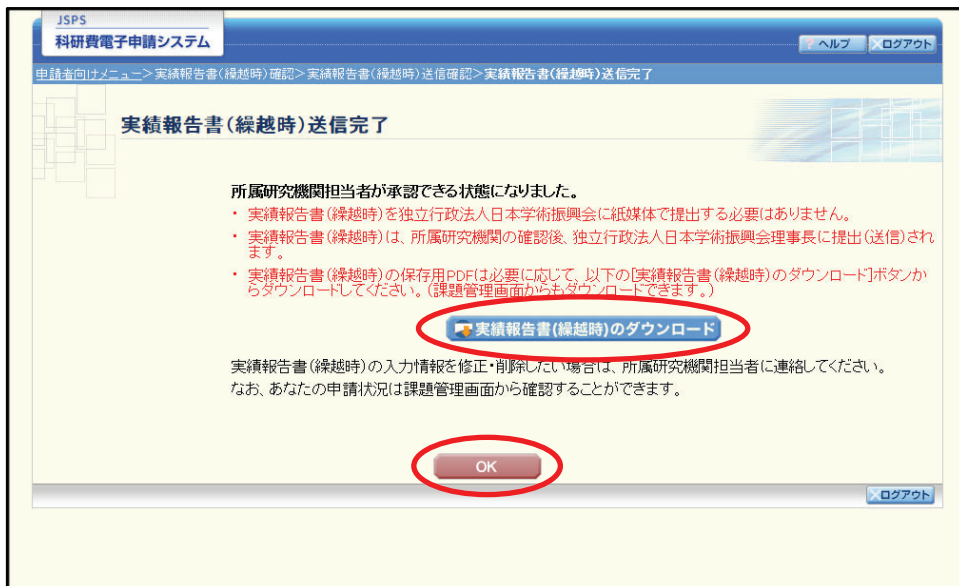 JSPS
科研費電子申請システム
? ヘルプ
×ログアウト
申請者向けメニュー>実績報告書(繰越時)確認>実績報告書(繰越時)送信確認>実績報告書(繰越時)送信完了
実績報告書(繰越時)送信完了
所属研究機関担当者が承認できる状態になりました。
・ 実績報告書(繰越時)を独立行政法人日本学術振興会に紙媒体で提出する必要はありません。
・ 実績報告書(繰越時)は、所属研究機関の確認後、独立行政法人日本学術振興会理事長に提出(送信)され
ます。
・ 実績報告書(繰越時)の保存用PDFは必要に応じて、以下の[実績報告書(繰越時)のダウンロード]ボタンか
らダウンロードしてください。(課題管理画面からもダウンロードできます。)
実績報告書(繰越時)のダウンロード
実績報告書(繰越時)の入力情報を修正・削除したい場合は、所属研究機関担当者に連絡してください。
なお、あなたの申請状況は課題管理画面から確認することができます。
OK
×ログアウト